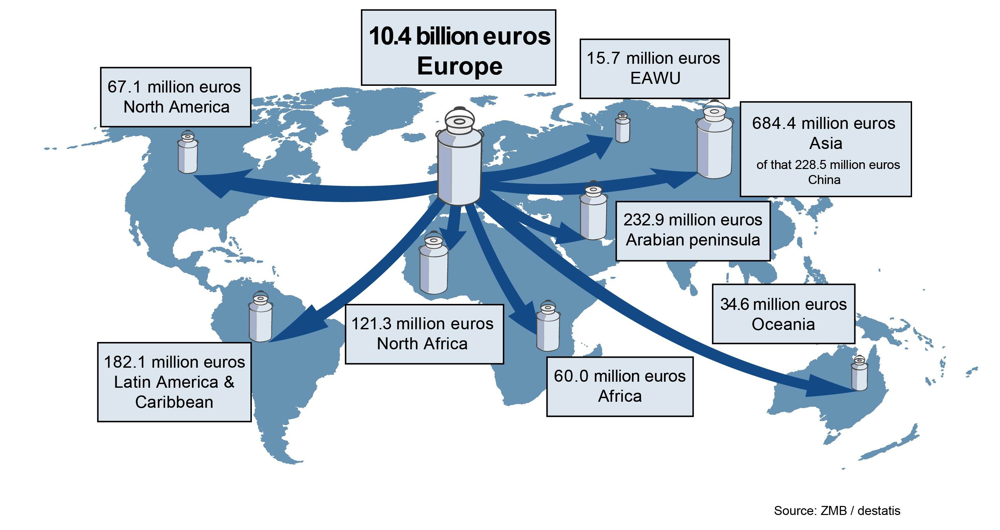 10.4 billion euros
Europe
15.7 million euros
EAWU
67.1 million euros
North America
684.4 million euros
Asia
of that 228.5 million euros
China
232.9 million euros
Arabian peninsula
34.6 million euros
Oceania
121.3 million euros
North Africa
182.1 million euros
Latin America &
Caribbean
60.0 million euros
Africa
Source: ZMB / destatis